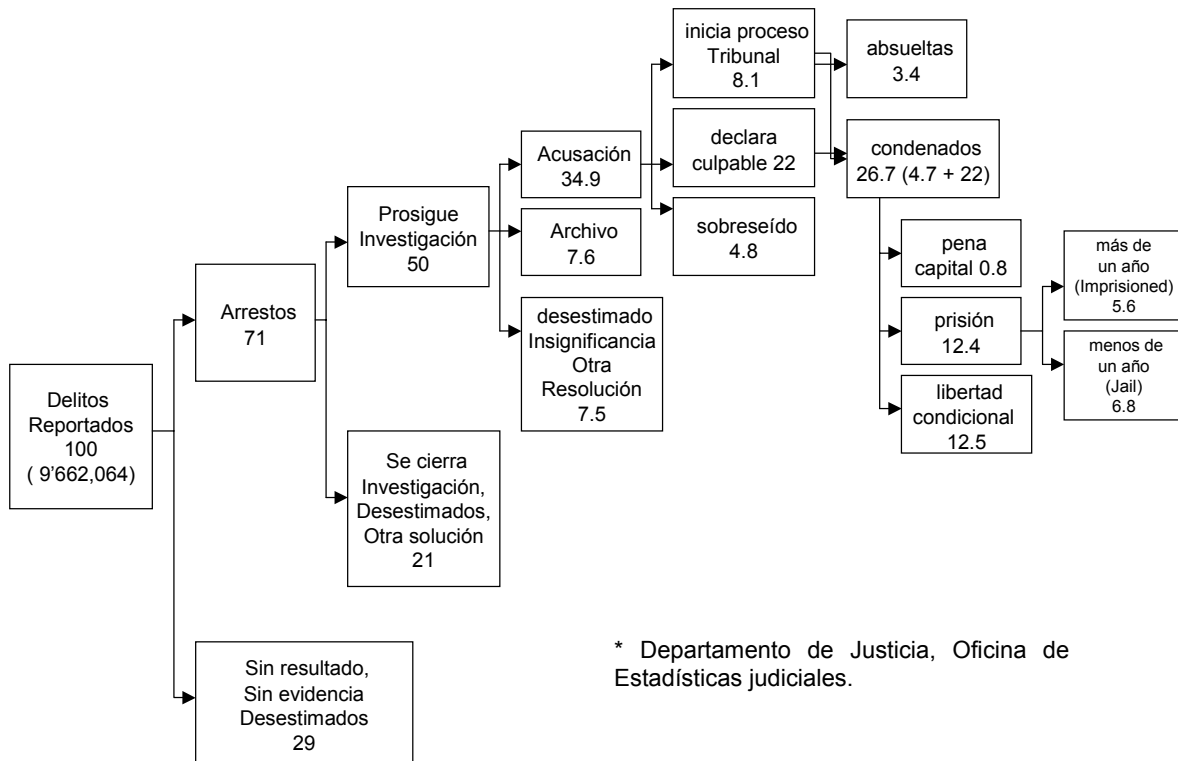 Delitos
Reportados
100
( 9'662,064)
Arrestos
71
Sin resultado,
Sin evidencia
Desestimados
29
Prosigue
Investigación
50
Se cierra
Investigación,
Desestimados,
Otra solución
21
Acusación
34.9
Archivo
7.6
desestimado
Insignificancia
Otra
Resolución
7.5
inicia proceso
Tribunal
8.1
declara
culpable 22
sobreseído
4.8
absueltas
3.4
condenados
26.7 (4.7 + 22)
pena
capital 0.8
prisión
12.4
libertad
condicional
12.5
más de
un año
(Imprisioned)
5.6
menos de
un año
(Jail)
6.8
* Departamento de Justicia, Oficina de
Estadísticas judiciales.